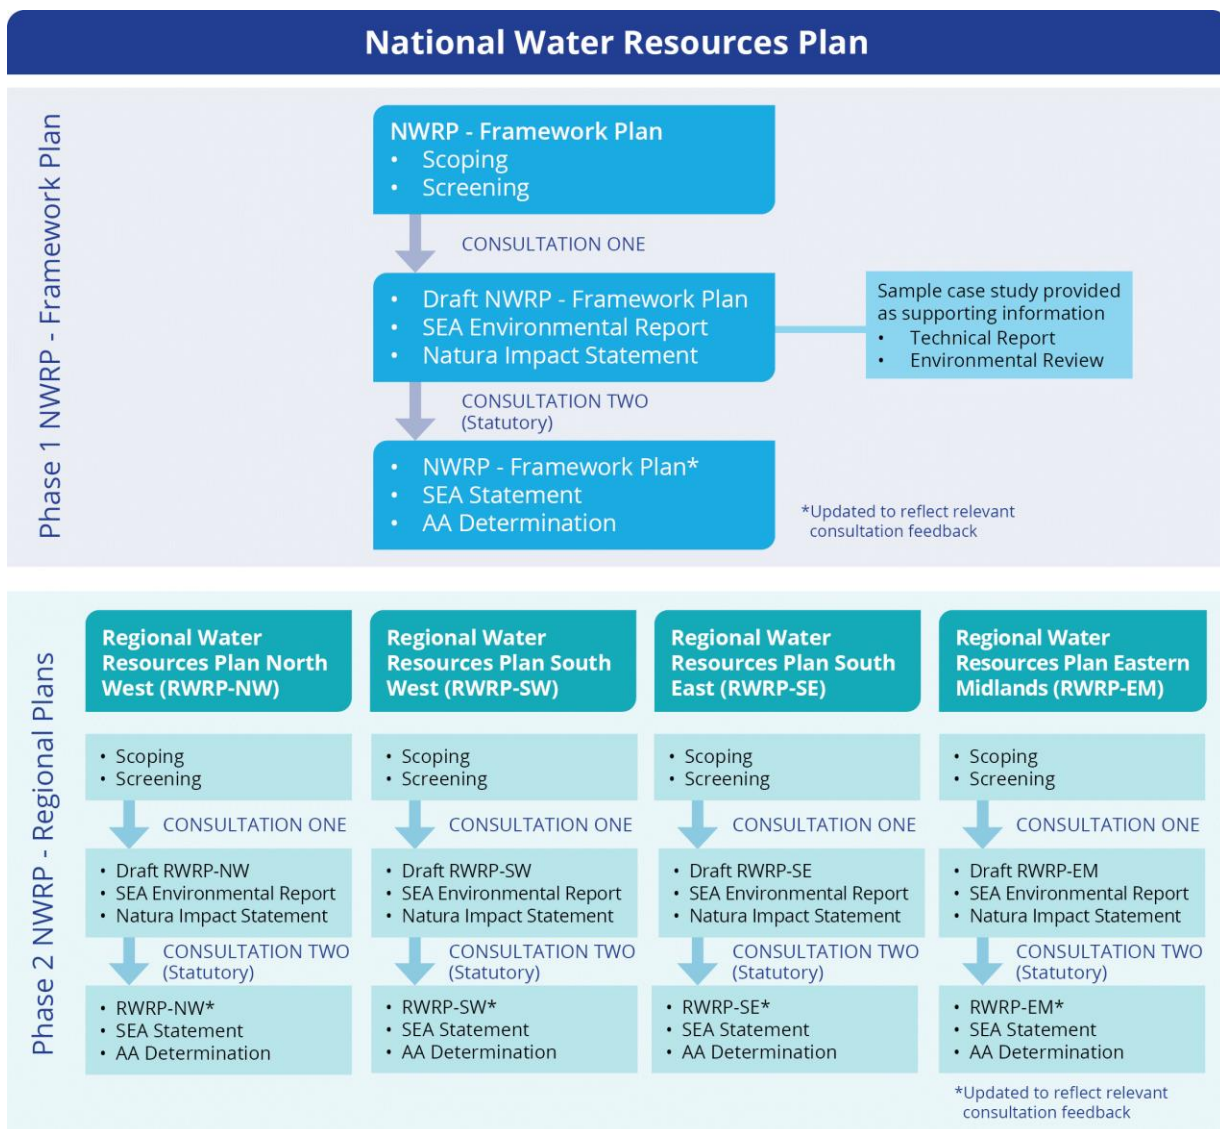 National Water Resources Plan
Phase 1 NWRP - Framework Plan
NWRP - Framework Plan
• Scoping
• Screening
CONSULTATION ONE
• Draft NWRP - Framework Plan
• SEA Environmental Report
• Natura Impact Statement
Sample case study provided
as supporting information
• Technical Report
• Environmental Review
CONSULTATION TWO
(Statutory)
• NWRP - Framework Plan*
• SEA Statement
• AA Determination
*Updated to reflect relevant
consultation feedback
Phase 2 NWRP - Regional Plans
Regional Water
Resources Plan North
West (RWRP-NW)
• Scoping
• Screening
CONSULTATION ONE
• Draft RWRP-NW
• SEA Environmental Report
• Natura Impact Statement
CONSULTATION TWO
(Statutory)
• RWRP-NW*
• SEA Statement
• AA Determination
Regional Water
Resources Plan South
West (RWRP-SW)
• Scoping
• Screening
CONSULTATION ONE
• Draft RWRP-SW
• SEA Environmental Report
• Natura Impact Statement
CONSULTATION TWO
(Statutory)
• RWRP-SW*
• SEA Statement
• AA Determination
Regional Water
Resources Plan South
East (RWRP-SE)
• Scoping
• Screening
CONSULTATION ONE
• Draft RWRP-SE
• SEA Environmental Report
• Natura Impact Statement
CONSULTATION TWO
(Statutory)
• RWRP-SE*
• SEA Statement
• AA Determination
Regional Water
Resources Plan Eastern
Midlands (RWRP-EM)
• Scoping
• Screening
CONSULTATION ONE
• Draft RWRP-EM
• SEA Environmental Report
• Natura Impact Statement
CONSULTATION TWO
(Statutory)
• RWRP-EM*
• SEA Statement
• AA Determination
*Updated to reflect relevant
consultation feedback